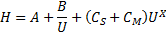 H = A + B/U + (C_S + C_M)U^X